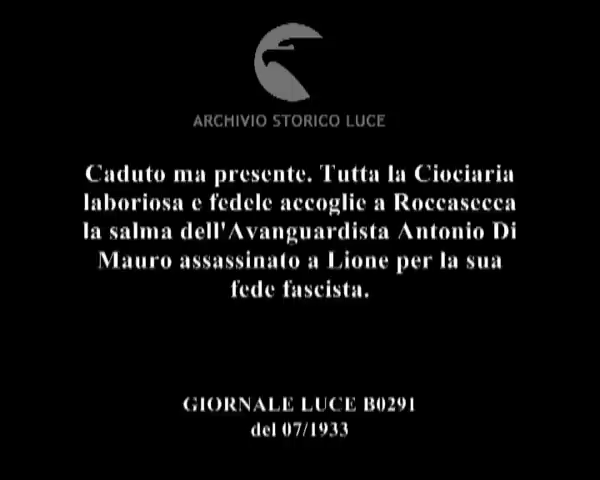 ARCHIVIO STORICO LUCE
Caduto ma presente. Tutta la Ciociaria
laboriosa e fedele accoglie a Roccasecca
la salma dell'Avanguardista Antonio Di
Mauro assassinato a Lione per la sua
fede fascista.
GIORNALE LUCE B0291
del 07/1933